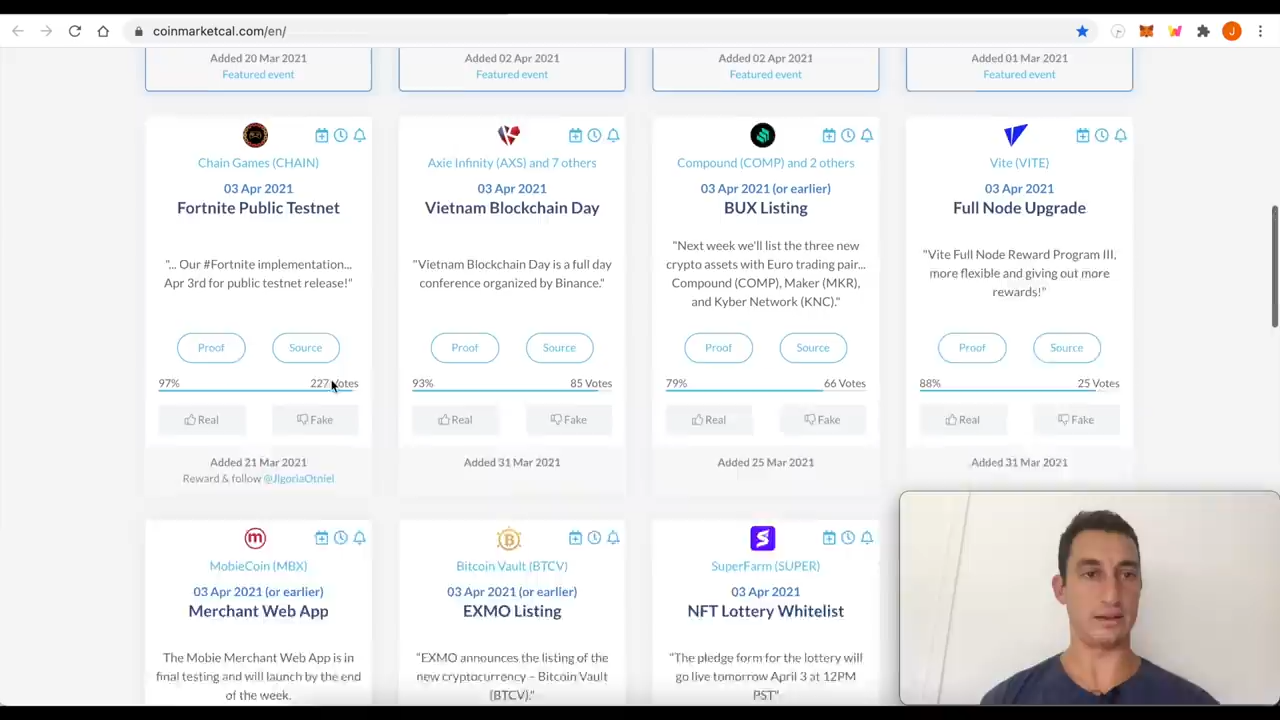 coinmarketcal.com/en/
J
Added 20 Mar 2021
Featured event
Added 02 Apr 2021
Featured event
Added 02 Apr 2021
Featured event
Added 01 Mar 2021
Featured event
Chain Games (CHAIN)
03 Apr 2021
Fortnite Public Testnet
"... Our #Fortnite implementation...
Apr 3rd for public testnet release!"
Proof
Source
97%
227 Votes
Real
Fake
Added 21 Mar 2021
Reward & follow @JIgoriaOtniel
Axie Infinity (AXS) and 7 others
03 Apr 2021
Vietnam Blockchain Day
"Vietnam Blockchain Day is a full day
conference organized by Binance."
Proof
Source
93%
85 Votes
Real
Fake
Added 31 Mar 2021
Compound (COMP) and 2 others
03 Apr 2021 (or earlier)
BUX Listing
"Next week we'll list the three new
crypto assets with Euro trading pair...
Compound (COMP), Maker (MKR),
and Kyber Network (KNC)."
Proof
Source
79%
66 Votes
Real
Fake
Added 25 Mar 2021
Vite (VITE)
03 Apr 2021
Full Node Upgrade
"Vite Full Node Reward Program III,
more flexible and giving out more
rewards!"
Proof
Source
88%
25 Votes
Real
Fake
Added 31 Mar 2021
m
MobieCoin (MBX)
03 Apr 2021 (or earlier)
Merchant Web App
The Mobie Merchant Web App is in
final testing and will launch by the end
of the week.
Bitcoin Vault (BTCV)
03 Apr 2021 (or earlier)
EXMO Listing
"EXMO announces the listing of the
new cryptocurrency – Bitcoin Vault
(BTCV)."
SuperFarm (SUPER)
03 Apr 2021
NFT Lottery Whitelist
"The pledge form for the lottery will
go live tomorrow April 3 at 12PM
PST"